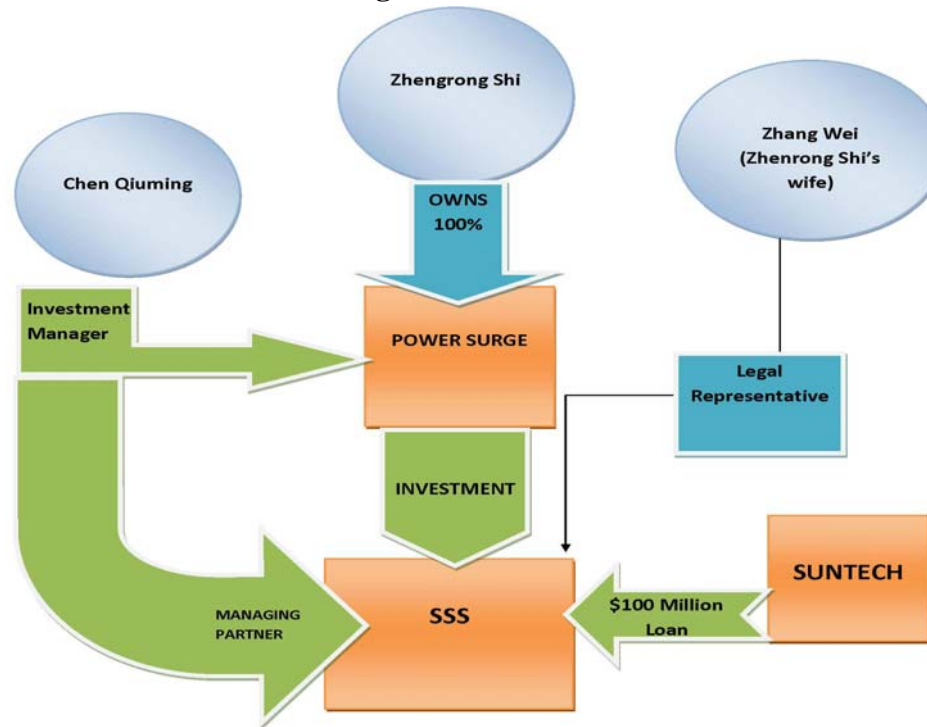 Zhengrong Shi
Zhang Wei
(Zhenrong Shi's
wife)
Chen Qiuming
OWNS
100%
Investment
Manager
POWER SURGE
Legal
Representative
INVESTMENT
SUNTECH
MANAGING
PARTNER
SSS
$100 Million
Loan